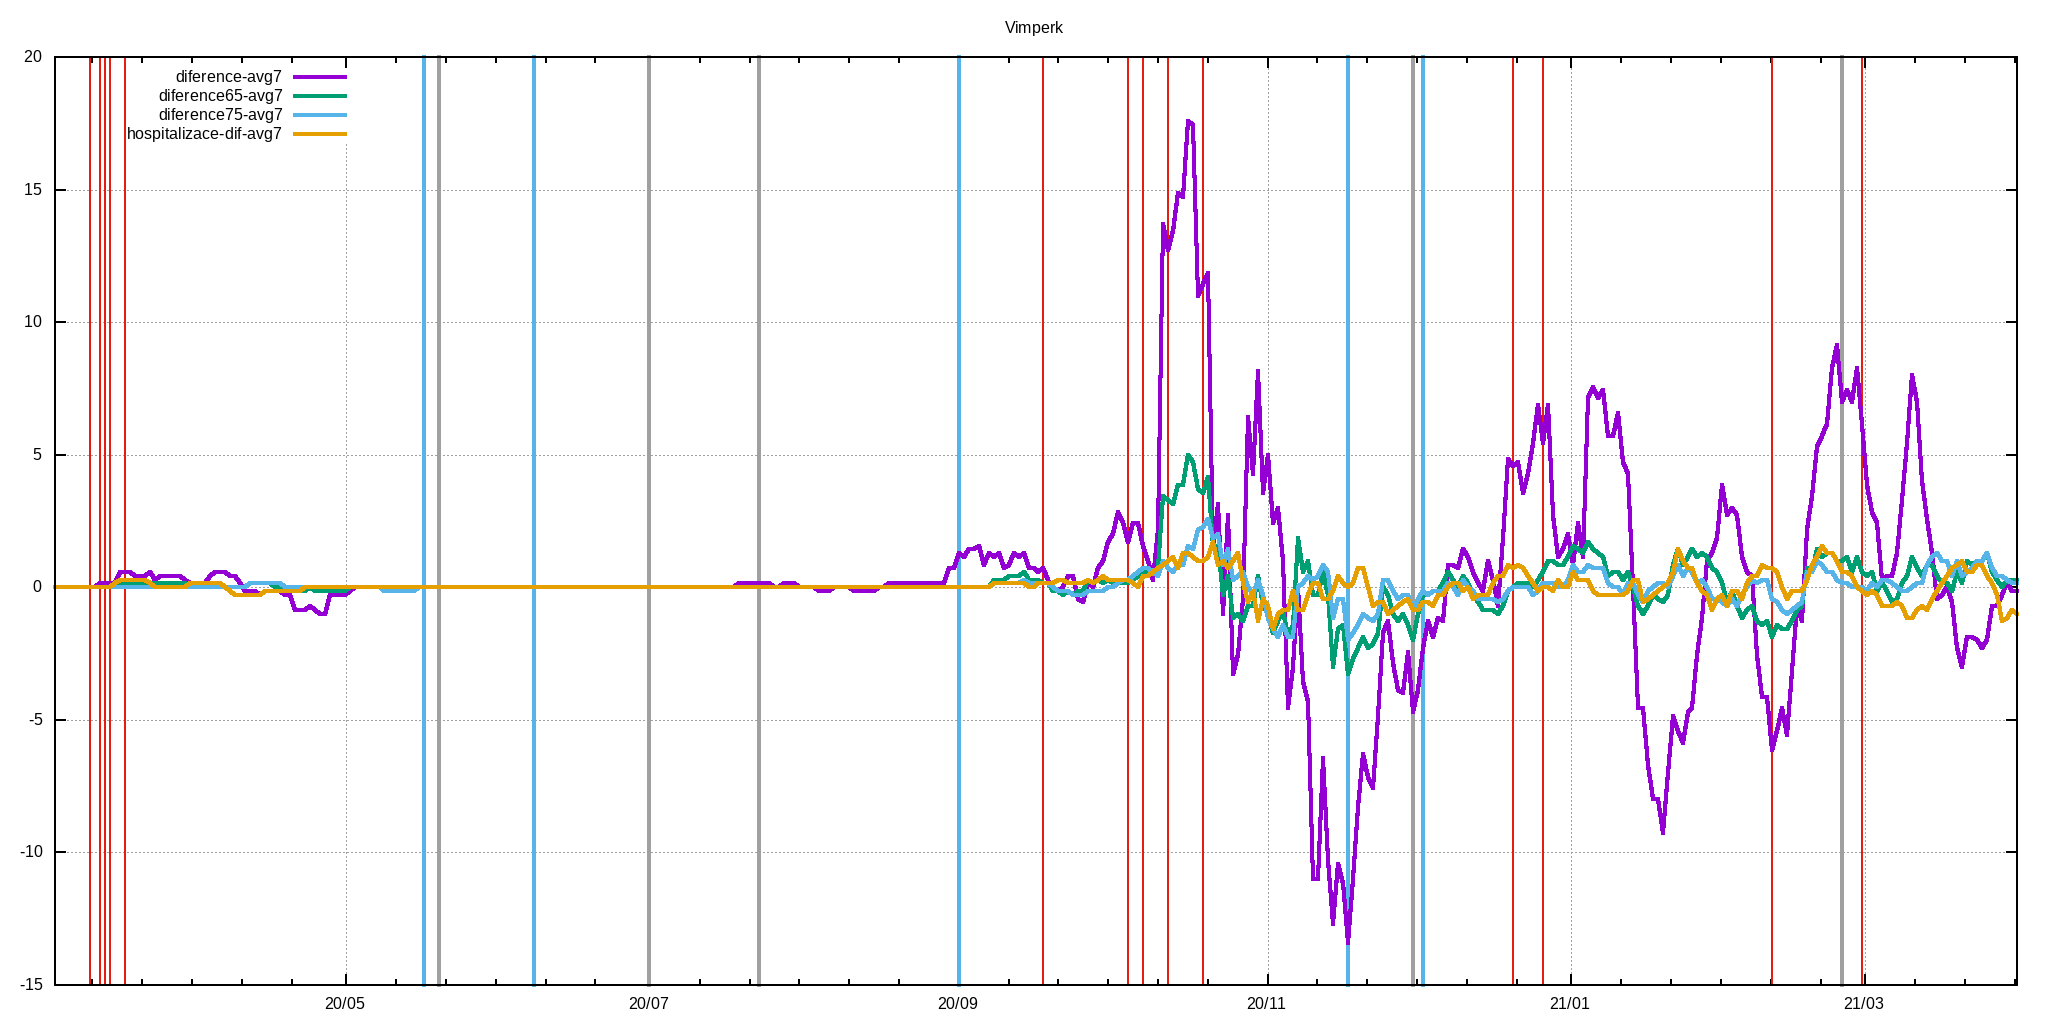 Vimperk
diference-avg7
diference65-avg7
diference75-avg7
hospitalizace-dif-avg7
20
15
10
5
0
-5
-10
-15
20/05 20/07 20/09 20/11 21/01 21/03